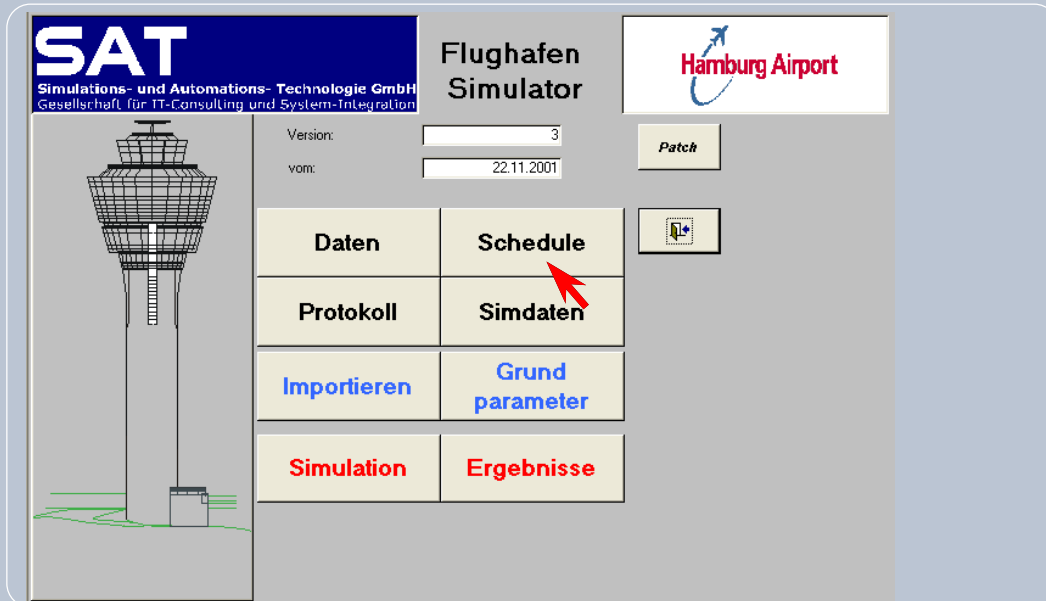 SAT
Simulations- und Automations- Technologie GmbH
Gesellschaft für IT-Consulting und System-Integration
Flughafen
Simulator
Hamburg Airport
Version:
3
Patch
vom:
22.11.2001
Daten
Schedule
Protokoll
Simdaten
Importieren
Grund
parameter
Simulation
Ergebnisse